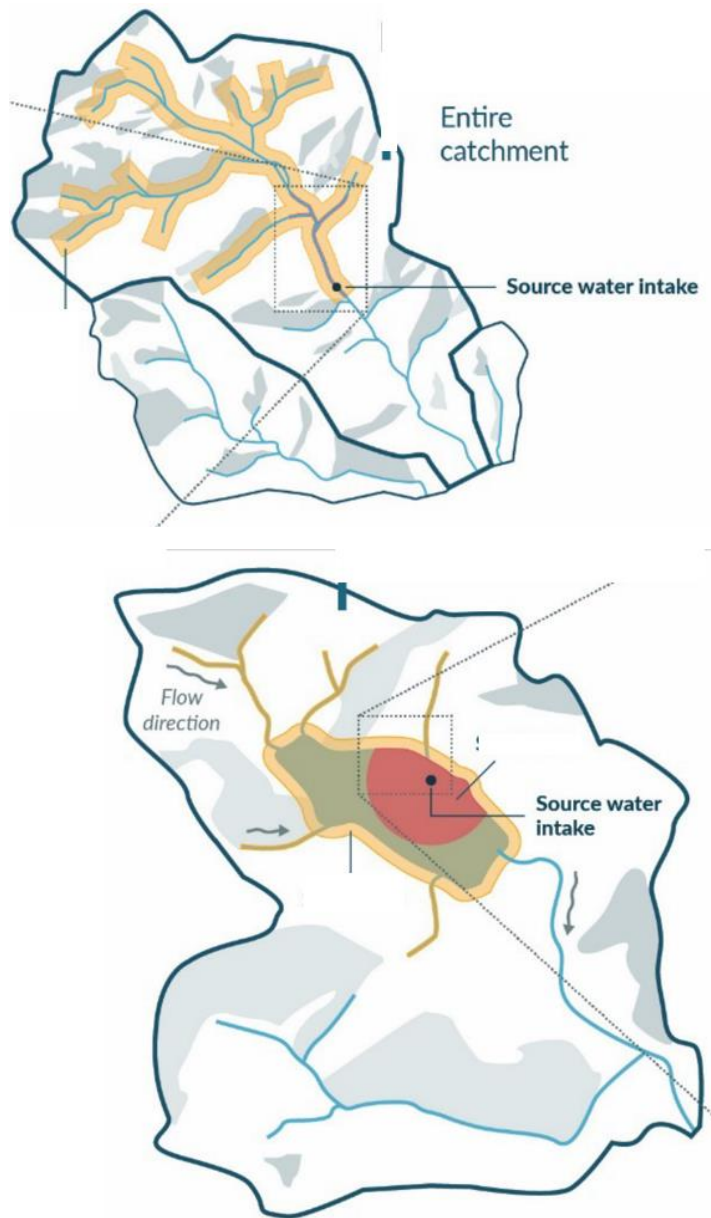 Entire
catchment
Source water intake
Flow
direction
Source water
intake